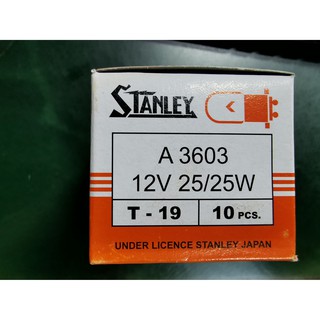 STANLEY
A 3603
12V 25/25W
T - 19 10 PCS.
UNDER LICENCE STANLEY JAPAN